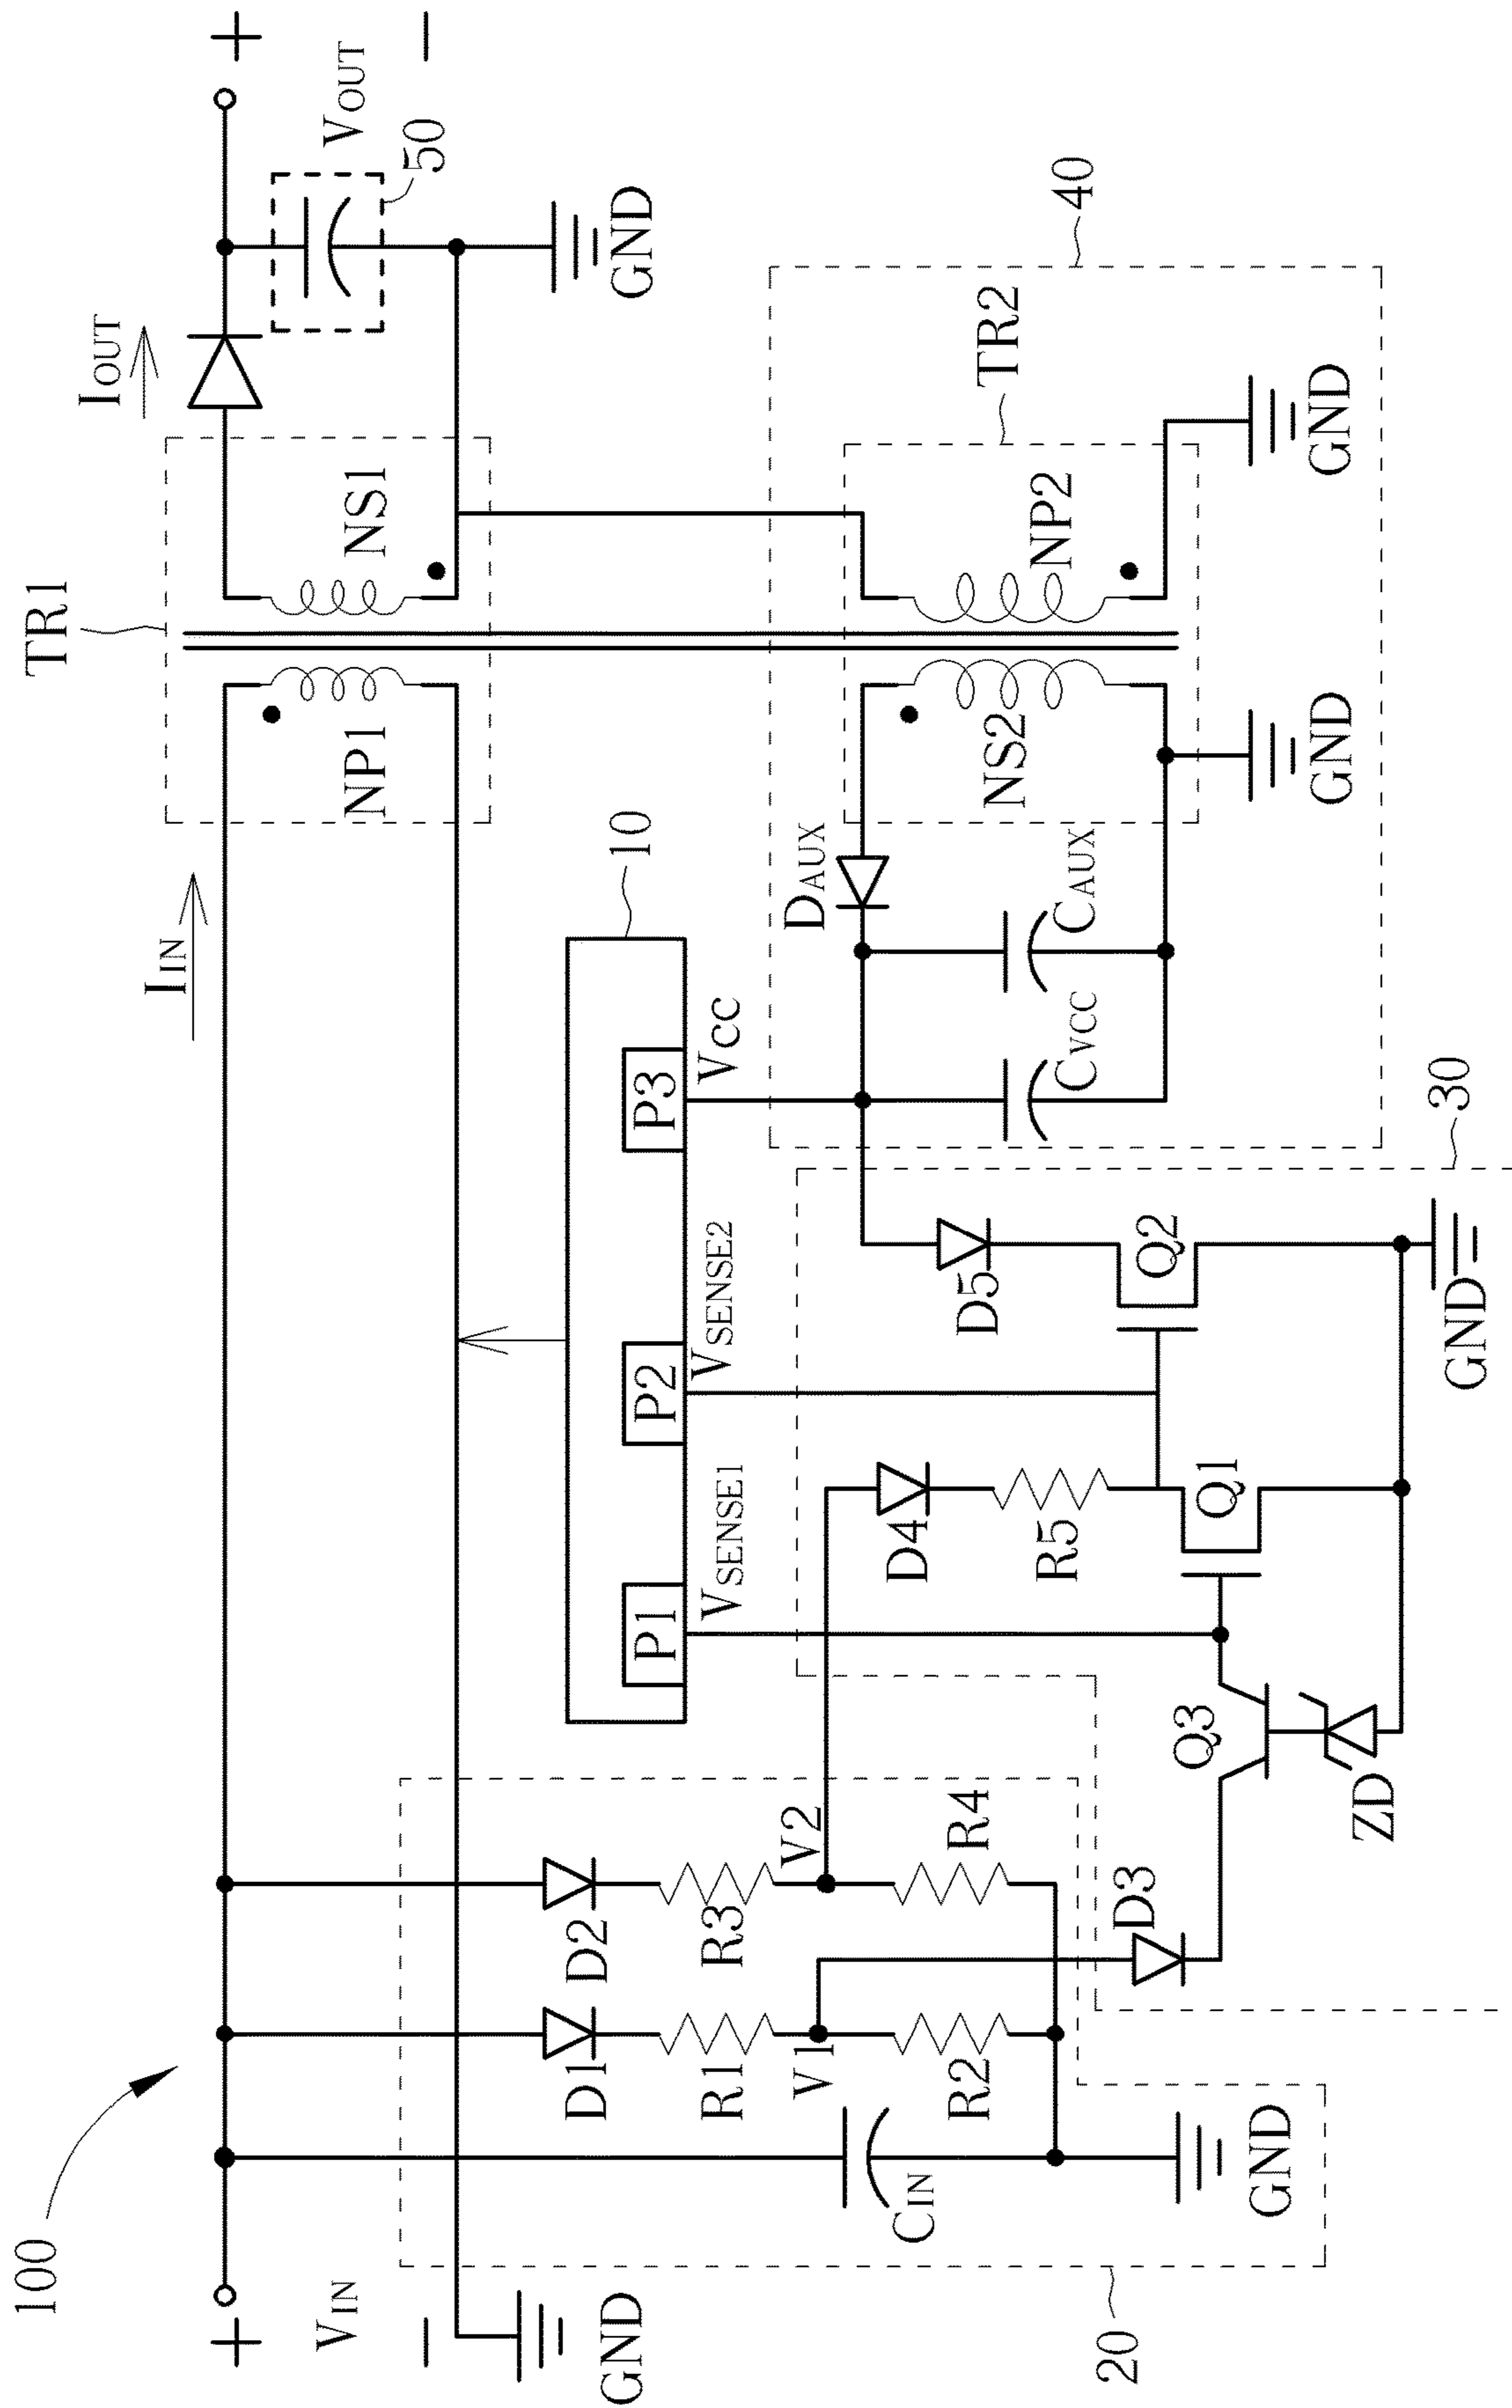 100
TR1
IIN
IOUT
+
VIN
−
GND
NP1
NS1
+
VOUT
−
50
GND
10
P1
P2
P3
VSENSE1
VSENSE2
VCC
D1
D2
R1
R3
V1
V2
R2
R4
CIN
GND
20
D3
D4
R5
Q3
Q1
ZD
D5
Q2
GND
30
DAUX
CVCC
CAUX
NS2
NP2
TR2
GND
GND
40